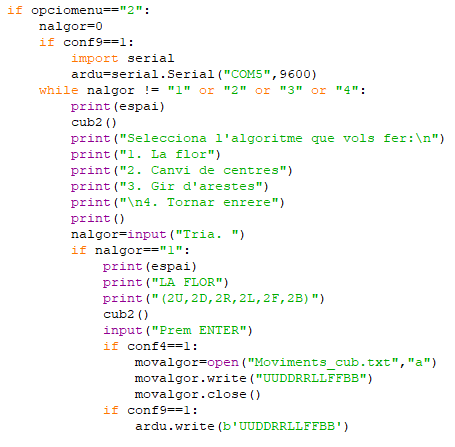 if opciomenu=="2":
    nalgor=0
    if conf9==1:
        import serial
        ardu=serial.Serial("COM5",9600)
    while nalgor != "1" or "2" or "3" or "4":
        print(espai)
        cub2()
        print("Selecciona l'algoritme que vols fer:\n")
        print("1. La flor")
        print("2. Canvi de centres")
        print("3. Gir d'arestes")
        print("\n4. Tornar enrere")
        print()
        nalgor=input("Tria. ")
        if nalgor=="1":
            print(espai)
            print("LA FLOR")
            print("(2U,2D,2R,2L,2F,2B)")
            cub2()
            input("Prem ENTER")
            if conf4==1:
                movalgor=open("Moviments_cub.txt","a")
                movalgor.write("UUDDRRLLFFBB")
                movalgor.close()
            if conf9==1:
                ardu.write(b'UUDDRRLLFFBB')